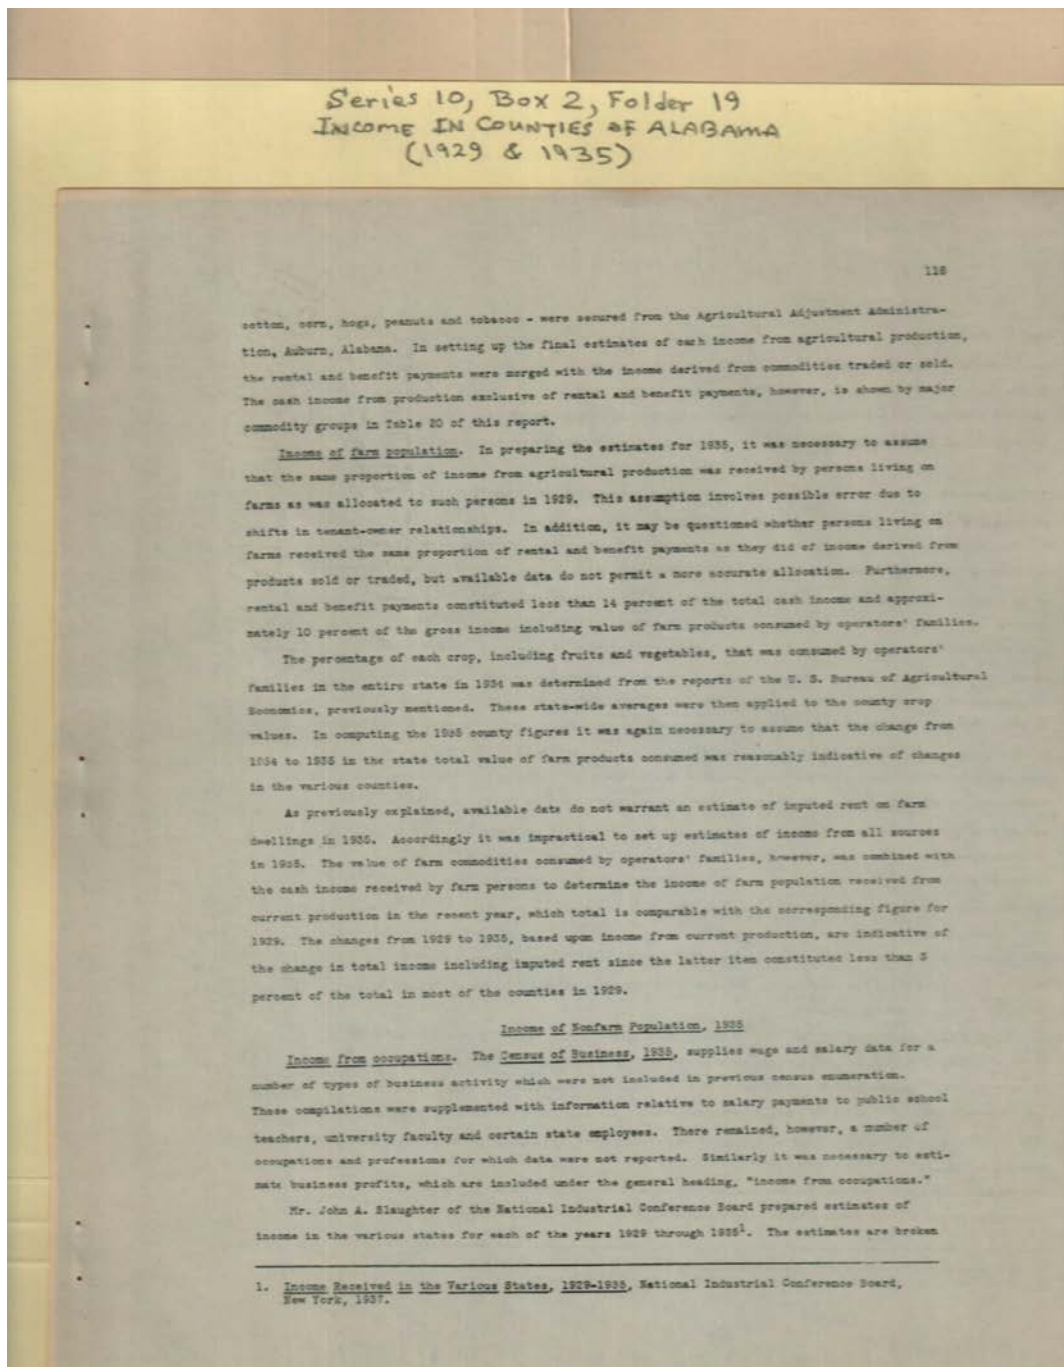 Series 10, Box 2, Folder 19
INCOME IN COUNTIES OF ALABAMA
(1929 & 1935)
116
cotton, corn, hogs, peanuts and tobacco - were secured from the Agricultural Adjustment Administra-
tion, Auburn, Alabama. In setting up the final estimates of cash income from agricultural production,
the rental and benefit payments were merged with the income derived from commodities traded or sold.
The cash income from production exclusive of rental and benefit payments, however, is shown by major
commodity groups in Table 20 of this report.
Income of farm population. In preparing the estimates for 1935, it was necessary to assume
that the same proportion of income from agricultural production was received by persons living on
farms as was allocated to such persons in 1929. This assumption involves possible error due to
shifts in tenant-owner relationships. In addition, it may be questioned whether persons living on
farms received the same proportion of rental and benefit payments as they did of income derived from
products sold or traded, but available data do not permit a more accurate allocation. Furthermore,
rental and benefit payments constituted less than 14 percent of the total cash income and approxi-
mately 10 percent of the gross income including value of farm products consumed by operators' families.
The percentage of each crop, including fruits and vegetables, that was consumed by operators'
families in the entire state in 1934 was determined from the reports of the U. S. Bureau of Agricultural
Economics, previously mentioned. These state-wide averages were then applied to the county crop
values. In computing the 1935 county figures it was again necessary to assume that the change from
1934 to 1935 in the state total value of farm products consumed was reasonably indicative of changes
in the various counties.
As previously explained, available data do not warrant an estimate of imputed rent on farm
dwellings in 1935. Accordingly it was impractical to set up estimates of income from all sources
in 1935. The value of farm commodities consumed by operators' families, however, was combined with
the cash income received by farm persons to determine the income of farm population received from
current production in the recent year, which total is comparable with the corresponding figure for
1929. The changes from 1929 to 1935, based upon income from current production, are indicative of
the change in total income including imputed rent since the latter item constituted less than 3
percent of the total in most of the counties in 1929.
Income of Nonfarm Population, 1935
Income from occupations. The Census of Business, 1935, supplies wage and salary data for a
number of types of business activity which were not included in previous census enumeration.
These compilations were supplemented with information relative to salary payments to public school
teachers, university faculty and certain state employees. There remained, however, a number of
occupations and professions for which data were not reported. Similarly it was necessary to esti-
mate business profits, which are included under the general heading, "income from occupations."
Mr. John A. Slaughter of the National Industrial Conference Board prepared estimates of
income in the various states for each of the years 1929 through 1935¹. The estimates are broken
1. Income Received in the Various States, 1929-1935, National Industrial Conference Board,
New York, 1937.